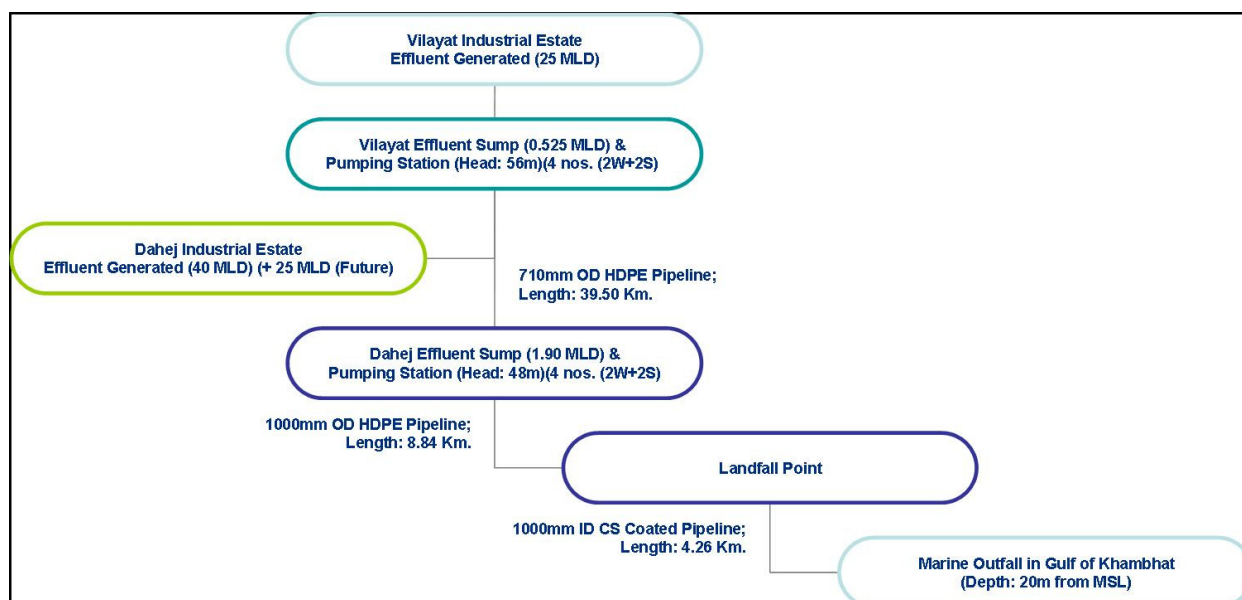 Vilayat Industrial Estate
Effluent Generated (25 MLD)
Vilayat Effluent Sump (0.525 MLD) &
Pumping Station (Head: 56m)(4 nos. (2W+2S)
Dahej Industrial Estate
Effluent Generated (40 MLD) (+ 25 MLD (Future)
710mm OD HDPE Pipeline;
Length: 39.50 Km.
Dahej Effluent Sump (1.90 MLD) &
Pumping Station (Head: 48m)(4 nos. (2W+2S)
1000mm OD HDPE Pipeline;
Length: 8.84 Km.
Landfall Point
1000mm ID CS Coated Pipeline;
Length: 4.26 Km.
Marine Outfall in Gulf of Khambhat
(Depth: 20m from MSL)